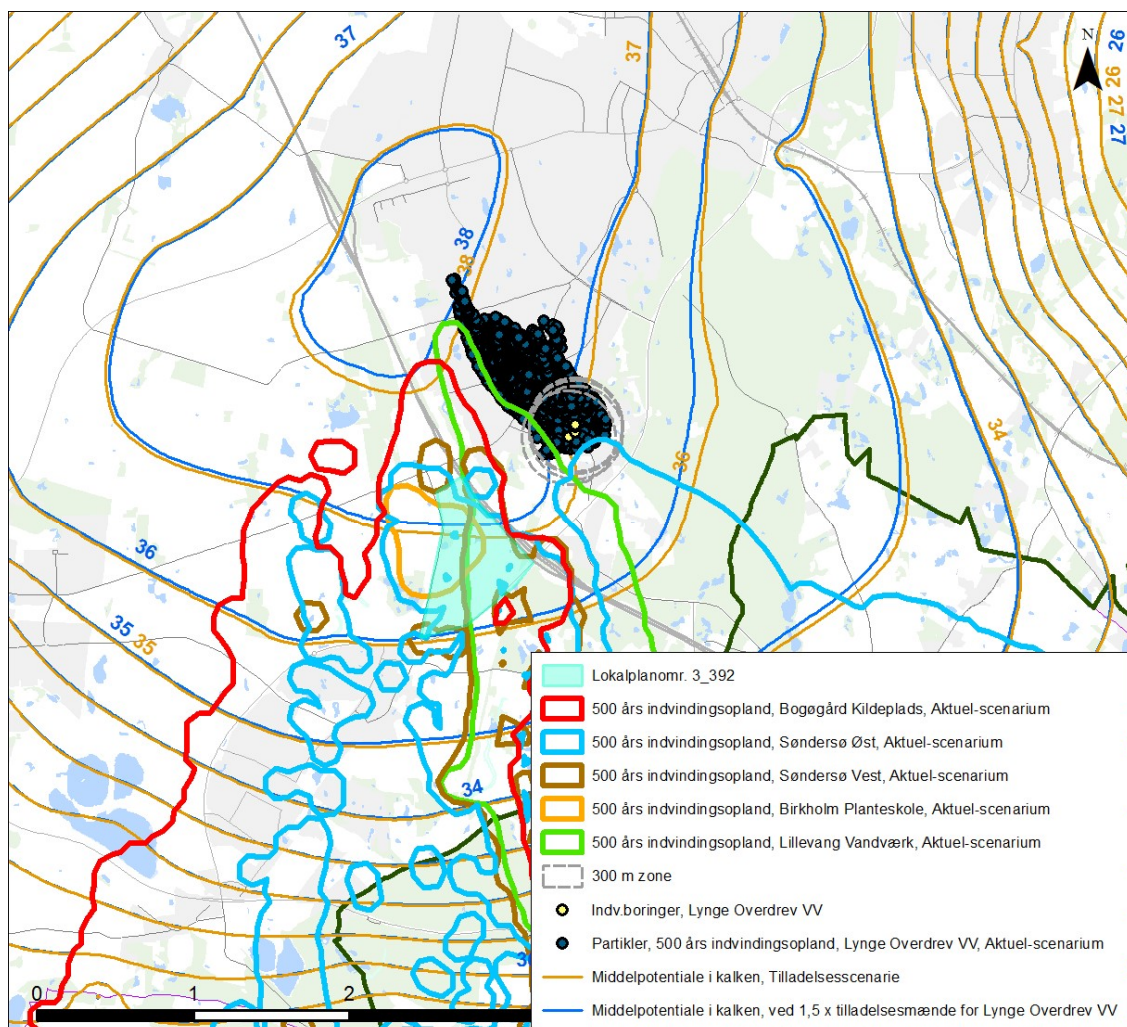 37
37
26
26
27
27
N
38
38
36
34
36
35
35
34
Lokalplanomr. 3_392
500 års indvindingsopland, Bogøgård Kildeplads, Aktuel-scenarium
500 års indvindingsopland, Søndersø Øst, Aktuel-scenarium
500 års indvindingsopland, Søndersø Vest, Aktuel-scenarium
500 års indvindingsopland, Birkholm Planteskole, Aktuel-scenarium
500 års indvindingsopland, Lillevang Vandværk, Aktuel-scenarium
300 m zone
Indv.boringer, Lynge Overdrev VV
Partikler, 500 års indvindingsopland, Lynge Overdrev VV, Aktuel-scenarium
Middelpotentiale i kalken, Tilladelsesscenarie
Middelpotentiale i kalken, ved 1,5 x tilladelsesmænde for Lynge Overdrev VV
0 1 2